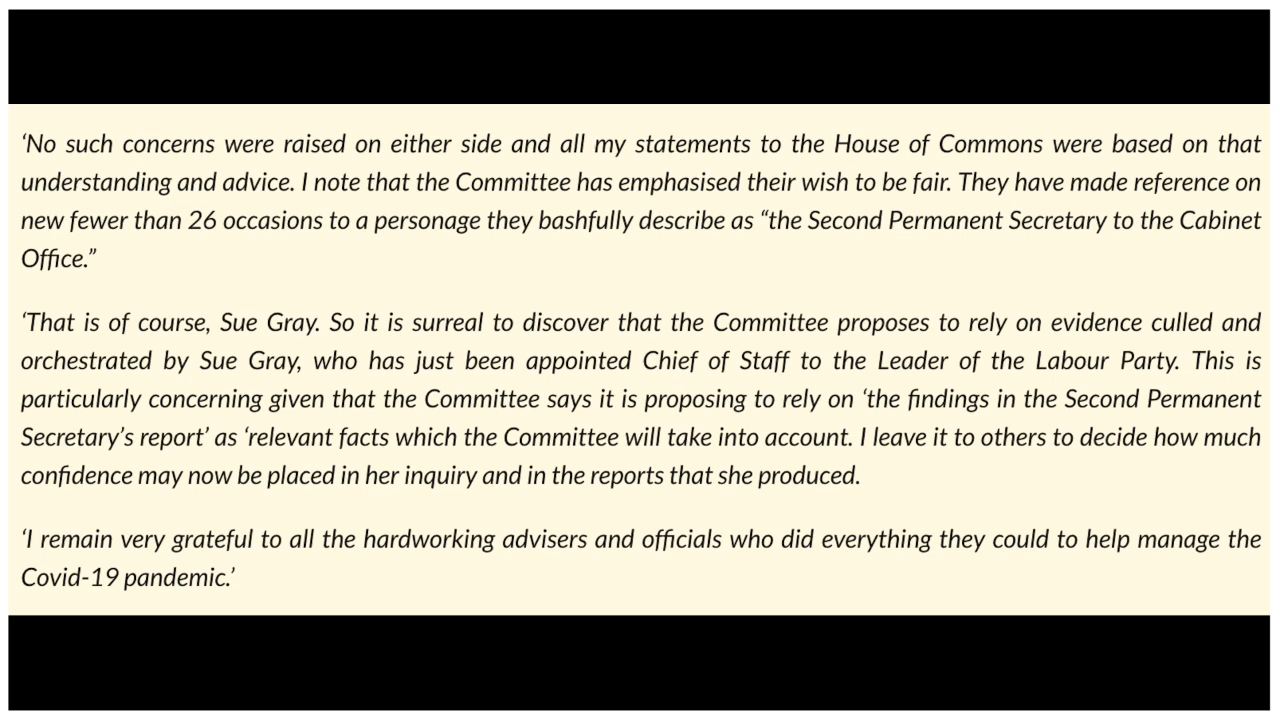 ‘No such concerns were raised on either side and all my statements to the House of Commons were based on that
understanding and advice. I note that the Committee has emphasised their wish to be fair. They have made reference on
new fewer than 26 occasions to a personage they bashfully describe as “the Second Permanent Secretary to the Cabinet
Office.”
‘That is of course, Sue Gray. So it is surreal to discover that the Committee proposes to rely on evidence culled and
orchestrated by Sue Gray, who has just been appointed Chief of Staff to the Leader of the Labour Party. This is
particularly concerning given that the Committee says it is proposing to rely on ‘the findings in the Second Permanent
Secretary’s report’ as ‘relevant facts which the Committee will take into account. I leave it to others to decide how much
confidence may now be placed in her inquiry and in the reports that she produced.
‘I remain very grateful to all the hardworking advisers and officials who did everything they could to help manage the
Covid-19 pandemic.’